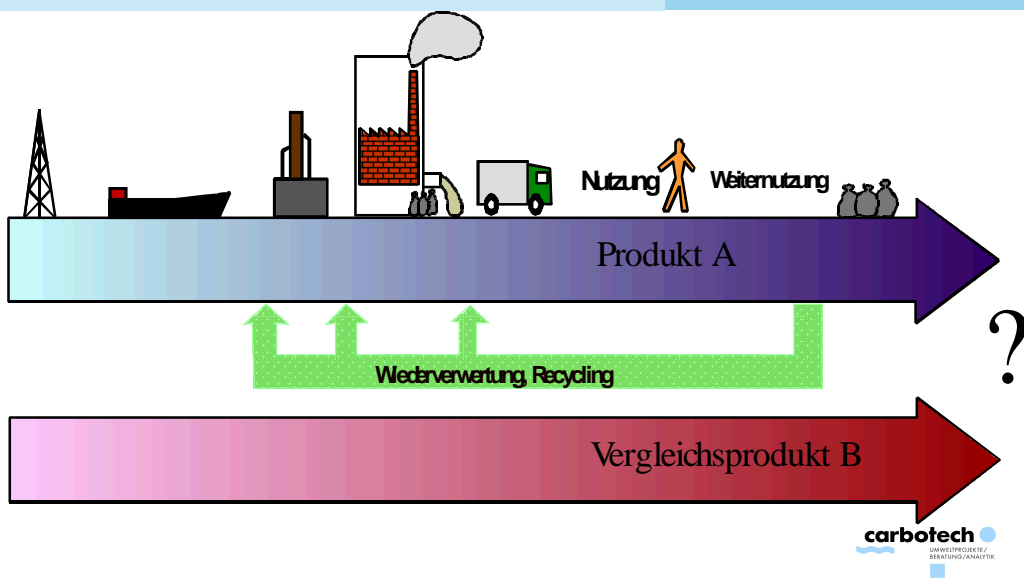 Nutzung
Weiternutzung
Produkt A
?
Wiederverwertung, Recycling
Vergleichsprodukt B
carbotech
UMWELTPROJEKTE/
BERATUNG/ANALYTIK